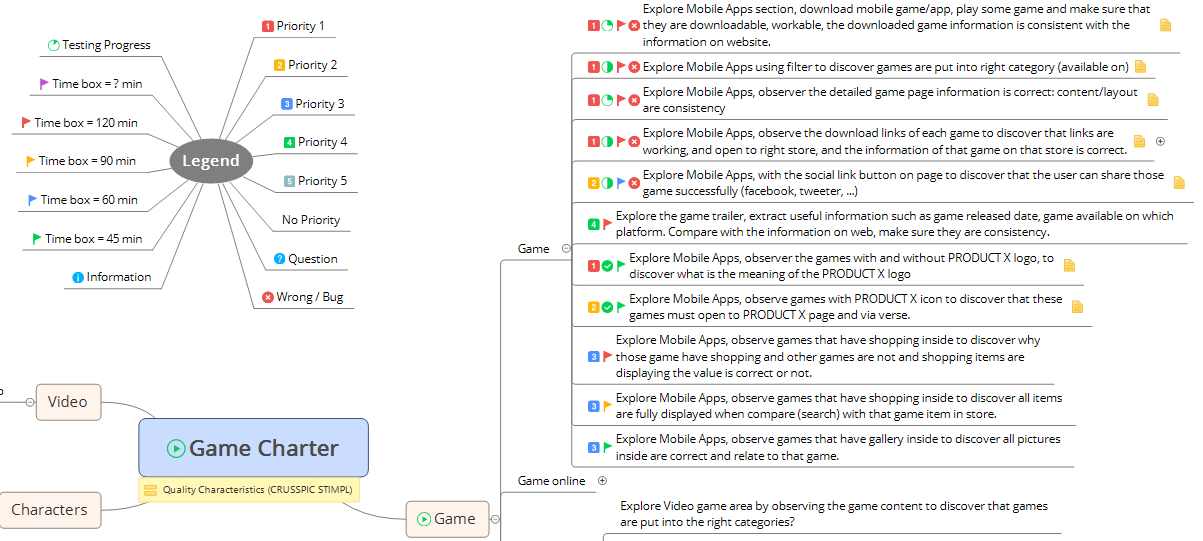 Testing Progress
Time box = ? min
Time box = 120 min
Time box = 90 min
Time box = 60 min
Time box = 45 min
Information
Legend
1 Priority 1
2 Priority 2
3 Priority 3
4 Priority 4
5 Priority 5
No Priority
? Question
Wrong / Bug
Video
Game Charter
Quality Characteristics (CRUSSPIC STIMPL)
Characters
Game
Game
1 Explore Mobile Apps section, download mobile game/app, play some game and make sure that
they are downloadable, workable, the downloaded game information is consistent with the
information on website.
1 Explore Mobile Apps using filter to discover games are put into right category (available on)
1 Explore Mobile Apps, observer the detailed game page information is correct: content/layout
are consistency
1 Explore Mobile Apps, observe the download links of each game to discover that links are
working, and open to right store, and the information of that game on that store is correct.
2 Explore Mobile Apps, with the social link button on page to discover that the user can share those
game successfully (facebook, tweeter, ...)
4 Explore the game trailer, extract useful information such as game released date, game available on which
platform. Compare with the information on web, make sure they are consistency.
1 Explore Mobile Apps, observer the games with and without PRODUCT X logo, to
discover what is the meaning of the PRODUCT X logo
2 Explore Mobile Apps, observe games with PRODUCT X icon to discover that these
games must open to PRODUCT X page and via verse.
3 Explore Mobile Apps, observe games that have shopping inside to discover why
those game have shopping and other games are not and shopping items are
displaying the value is correct or not.
3 Explore Mobile Apps, observe games that have shopping inside to discover all items
are fully displayed when compare (search) with that game item in store.
3 Explore Mobile Apps, observe games that have gallery inside to discover all pictures
inside are correct and relate to that game.
Game online
Explore Video game area by observing the game content to discover that games
are put into the right categories?